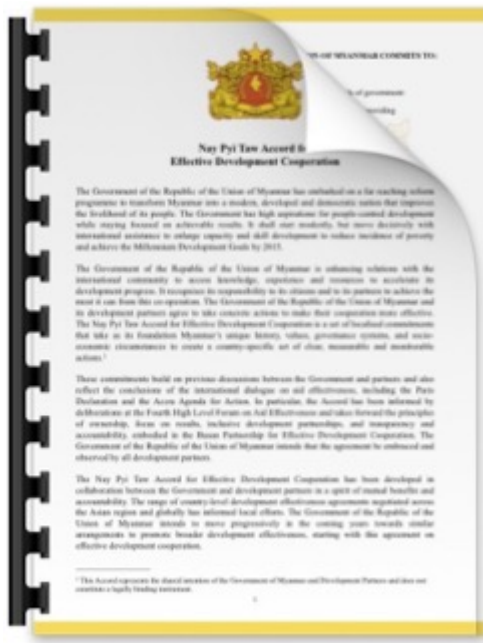 OF MYANMAR COMMITS TO:
of government
providing
Nay Pyi Taw Accord fo
Effective Development Cooperation
The Government of the Republic of the Union of Myanmar has embarked on a far reaching reform
programme to transform Myanmar into a modern, developed and democratic nation that improves
the livelihood of its people. The Government has high aspirations for people-centred development
while staying focused on achievable results. It shall start modestly, but move decisively with
international assistance to enlarge capacity and skill development to reduce incidence of poverty
and achieve the Millennium Development Goals by 2015.
The Government of the Republic of the Union of Myanmar is enhancing relations with the
international community to access knowledge, experience and resources to accelerate its
development progress. It recognizes its responsibility to its citizens and to its partners to achieve the
most it can from this co-operation. The Government of the Republic of the Union of Myanmar and
its development partners agree to take concrete actions to make their cooperation more effective.
The Nay Pyi Taw Accord for Effective Development Cooperation is a set of localised commitments
that take as its foundation Myanmar's unique history, values, governance systems, and socio-
economic circumstances to create a country-specific set of clear, measurable and monitorable
actions.¹
These commitments build on previous discussions between the Government and partners and also
reflect the conclusions of the international dialogue on aid effectiveness, including the Paris
Declaration and the Accra Agenda for Action. In particular, the Accord has been informed by
deliberations at the Fourth High Level Forum on Aid Effectiveness and takes forward the principles
of ownership, focus on results, inclusive development partnerships, and transparency and
accountability, embodied in the Busan Partnership for Effective Development Cooperation. The
Government of the Republic of the Union of Myanmar intends that the agreement be embraced and
observed by all development partners.
The Nay Pyi Taw Accord for Effective Development Cooperation has been developed in
collaboration between the Government and development partners in a spirit of mutual benefits and
accountability. The range of country-level development effectiveness agreements negotiated across
the Asian region and globally has informed local efforts. The Government of the Republic of the
Union of Myanmar intends to move progressively in the coming years towards similar
arrangements to promote broader development effectiveness, starting with this agreement on
effective development cooperation.
¹ This Accord represents the shared intention of the Government of Myanmar and Development Partners and does not
constitute a legally binding instrument.
1